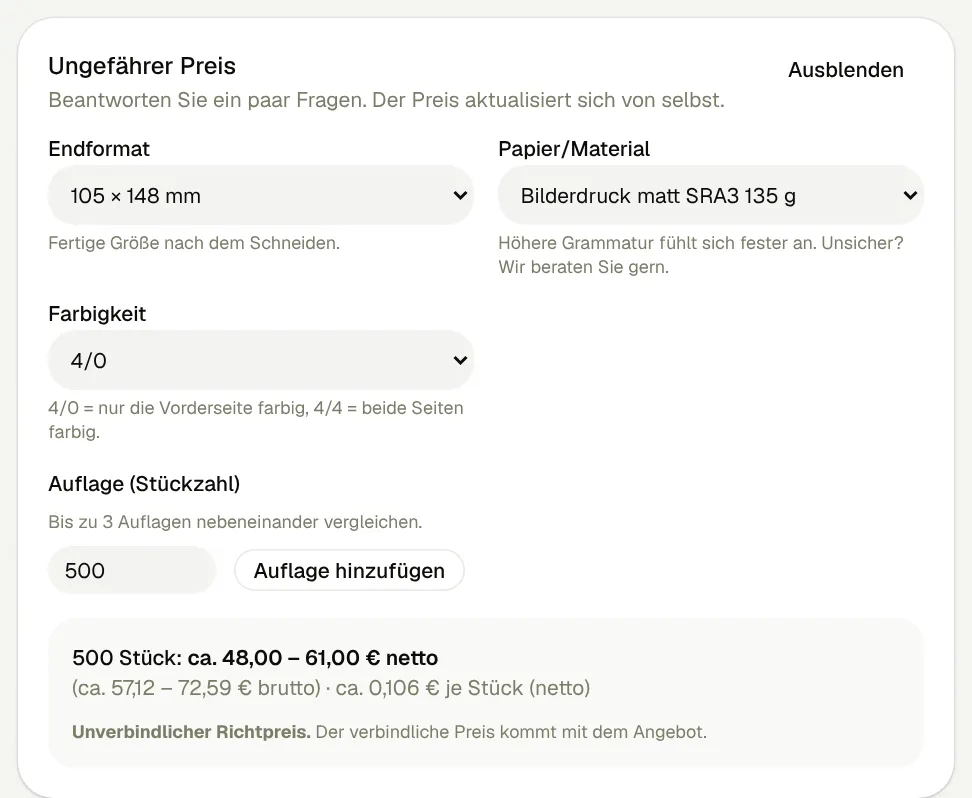 Ungefährer Preis
Ausblenden
Beantworten Sie ein paar Fragen. Der Preis aktualisiert sich von selbst.
Endformat
105 × 148 mm
Fertige Größe nach dem Schneiden.
Papier/Material
Bilderdruck matt SRA3 135 g
Höhere Grammatur fühlt sich fester an. Unsicher?
Wir beraten Sie gern.
Farbigkeit
4/0
4/0 = nur die Vorderseite farbig, 4/4 = beide Seiten
farbig.
Auflage (Stückzahl)
Bis zu 3 Auflagen nebeneinander vergleichen.
500
Auflage hinzufügen
500 Stück: ca. 48,00 – 61,00 € netto
(ca. 57,12 – 72,59 € brutto) · ca. 0,106 € je Stück (netto)
Unverbindlicher Richtpreis. Der verbindliche Preis kommt mit dem Angebot.